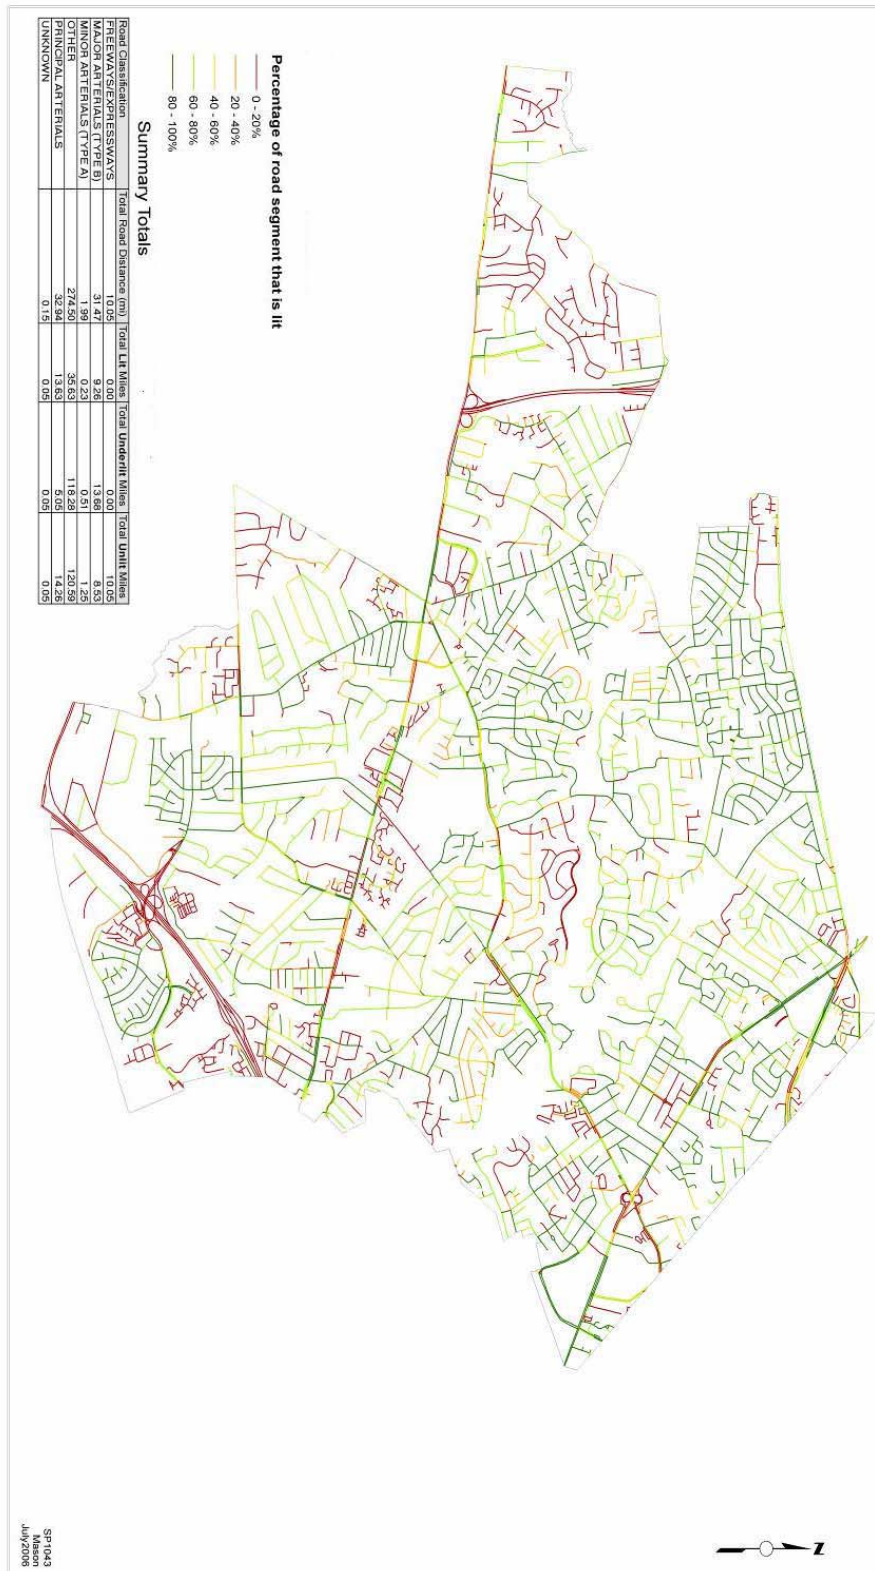 Percentage of road segment that is lit
0 - 20%
20 - 40%
40 - 60%
60 - 80%
80 - 100%
Summary Totals
Road Classification Total Road Distance (mi) Total Lit Miles Total Underlit Miles Total Unlit Miles
FREEWAYS/EXPRESSWAYS 10.05 0.00 0.00 10.05
MAJOR ARTERIALS (TYPE B) 31.47 9.26 13.68 8.53
MINOR ARTERIALS (TYPE A) 1.99 0.23 0.51 1.25
OTHER 274.50 35.63 118.28 120.59
PRINCIPAL ARTERIALS 32.94 13.63 5.05 14.26
UNKNOWN 0.15 0.05 0.05 0.05
N
SP1043
Mason
July2006